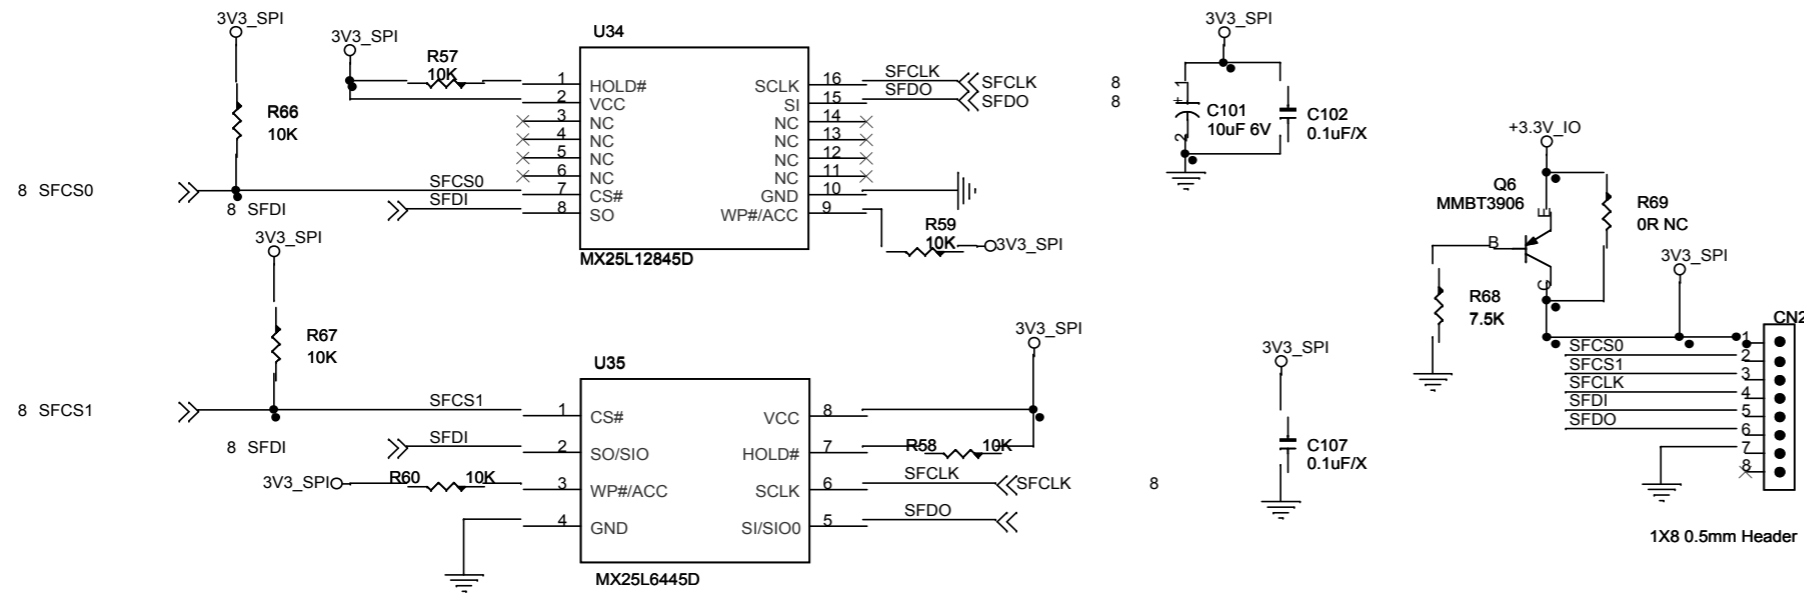 3V3_SPI
R66
10K
3V3_SPI
R57
10K
U34
1 HOLD# SCLK 16 SFCLK SFCLK 8
2 VCC SI 15 SFDO SFDO 8
3 NC NC 14
4 NC NC 13
5 NC NC 12
6 NC NC 11
8 SFCS0 SFCS0 7 CS# GND 10
8 SFDI SFDI 8 SO WP#/ACC 9
R59
10K 3V3_SPI
MX25L12845D
3V3_SPI
R67
10K
U35
3V3_SPI
8 SFCS1 SFCS1 1 CS# VCC 8
8 SFDI SFDI 2 SO/SIO HOLD# 7 R58 10K
3V3_SPI R60 10K 3 WP#/ACC SCLK 6 SFCLK SFCLK 8
4 GND SI/SIO0 5 SFDO
MX25L6445D
3V3_SPI
+ 1
C101
10uF 6V
2
C102
0.1uF/X
3V3_SPI
C107
0.1uF/X
+3.3V_IO
Q6
MMBT3906
E
B
C
R69
0R NC
R68
7.5K
3V3_SPI
CN2
1
SFCS0 2
SFCS1 3
SFCLK 4
SFDI 5
SFDO 6
7
8
1X8 0.5mm Header